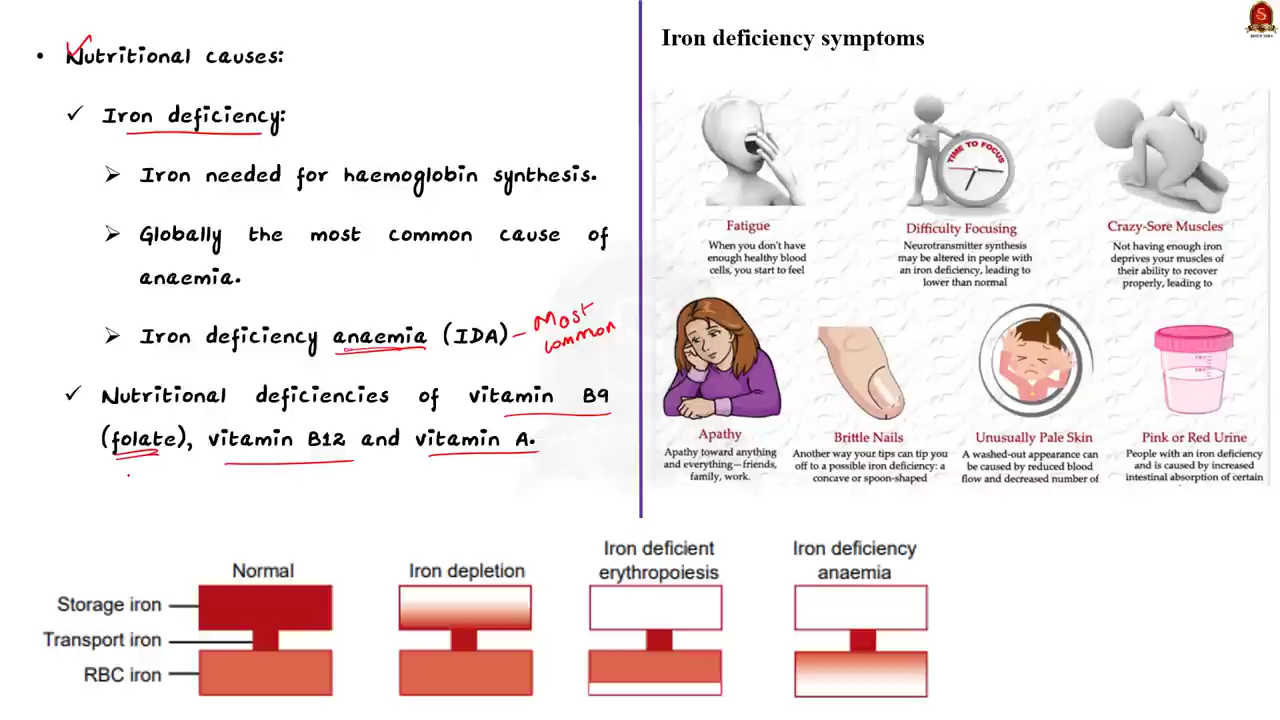 • Nutritional causes:
✓ Iron deficiency:
➢ Iron needed for haemoglobin synthesis.
➢ Globally the most common cause of
anaemia.
➢ Iron deficiency anaemia (IDA) – Most
common
✓ Nutritional deficiencies of vitamin B9
(folate), vitamin B12 and vitamin A.
Iron deficiency symptoms
S
TIME TO FOCUS
Fatigue
When you don't have
enough healthy blood
cells, you start to feel
Difficulty Focusing
Neurotransmitter synthesis
may be altered in people with
an iron deficiency, leading to
lower than normal
Crazy-Sore Muscles
Not having enough iron
deprives your muscles of
their ability to recover
properly, leading to
Apathy
Apathy toward anything
and everything—friends,
family, work.
Brittle Nails
Another way your tips can tip you
off to a possible iron deficiency: a
concave or spoon-shaped
Unusually Pale Skin
A washed-out appearance can
be caused by reduced blood
flow and decreased number of
Pink or Red Urine
People with an iron deficiency
and is caused by increased
intestinal absorption of certain
Normal
Iron depletion
Iron deficient
erythropoiesis
Iron deficiency
anaemia
Storage iron
Transport iron
RBC iron